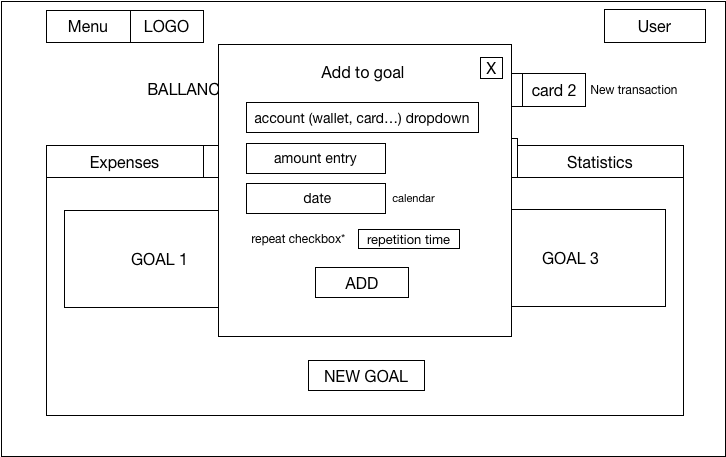 Menu
LOGO
User
Add to goal
X
BALLANC
card 2
New transaction
account (wallet, card...) dropdown
amount entry
Expenses
Statistics
date
calendar
repeat checkbox*
repetition time
GOAL 1
GOAL 3
ADD
NEW GOAL